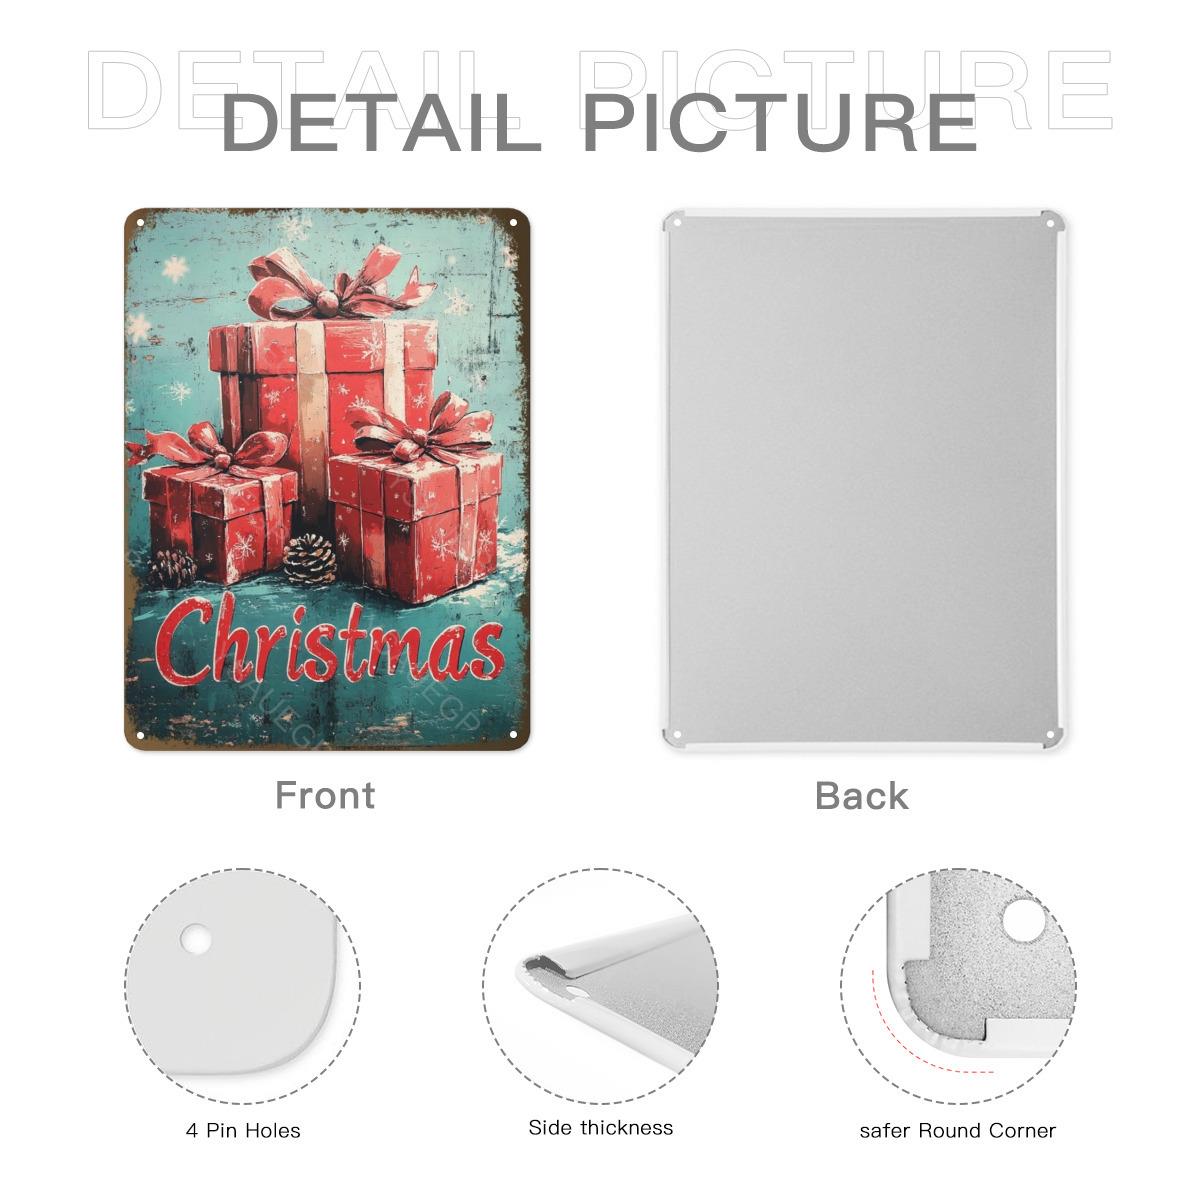 DETAIL PICTURE
DETAIL PICTURE
Christmas
Front
Back
4 Pin Holes
Side thickness
safer Round Corner